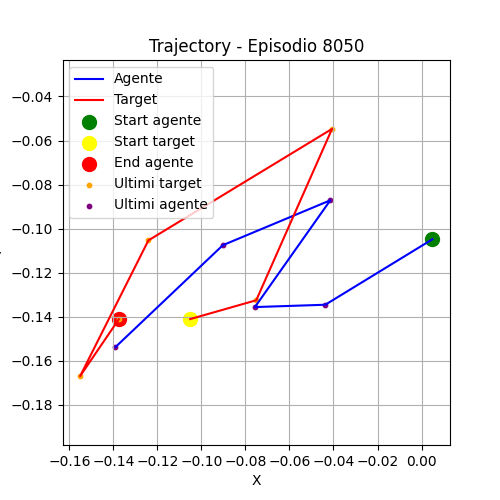 Trajectory - Episodio 8050
Agente
Target
Start agente
Start target
End agente
Ultimi target
Ultimi agente
−0.04
−0.06
−0.08
−0.10
−0.12
−0.14
−0.16
−0.18
−0.16 −0.14 −0.12 −0.10 −0.08 −0.06 −0.04 −0.02 0.00
X